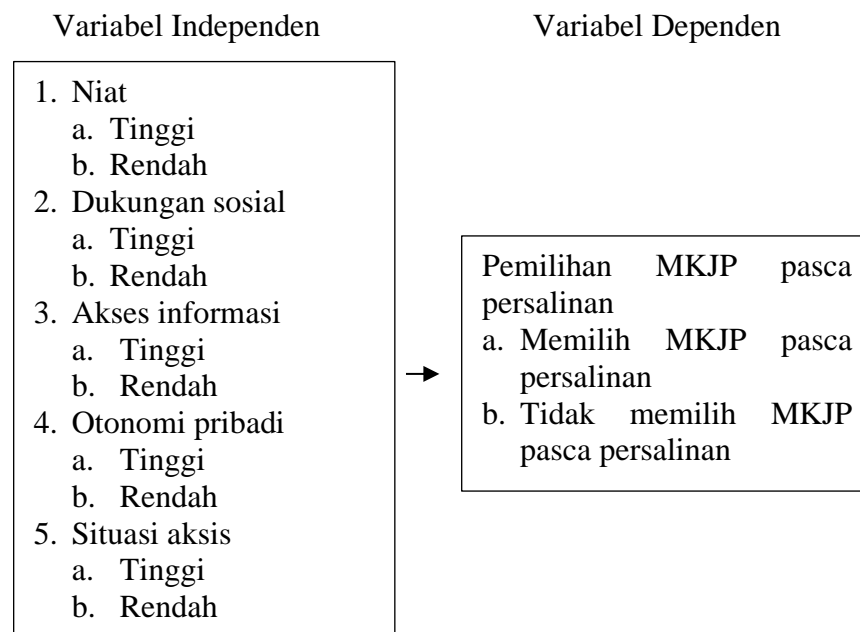 Variabel Independen
Variabel Dependen
1. Niat
a. Tinggi
b. Rendah
2. Dukungan sosial
a. Tinggi
b. Rendah
3. Akses informasi
a. Tinggi
b. Rendah
4. Otonomi pribadi
a. Tinggi
b. Rendah
5. Situasi aksis
a. Tinggi
b. Rendah
Pemilihan MKJP pasca
persalinan
a. Memilih MKJP pasca
persalinan
b. Tidak memilih MKJP
pasca persalinan